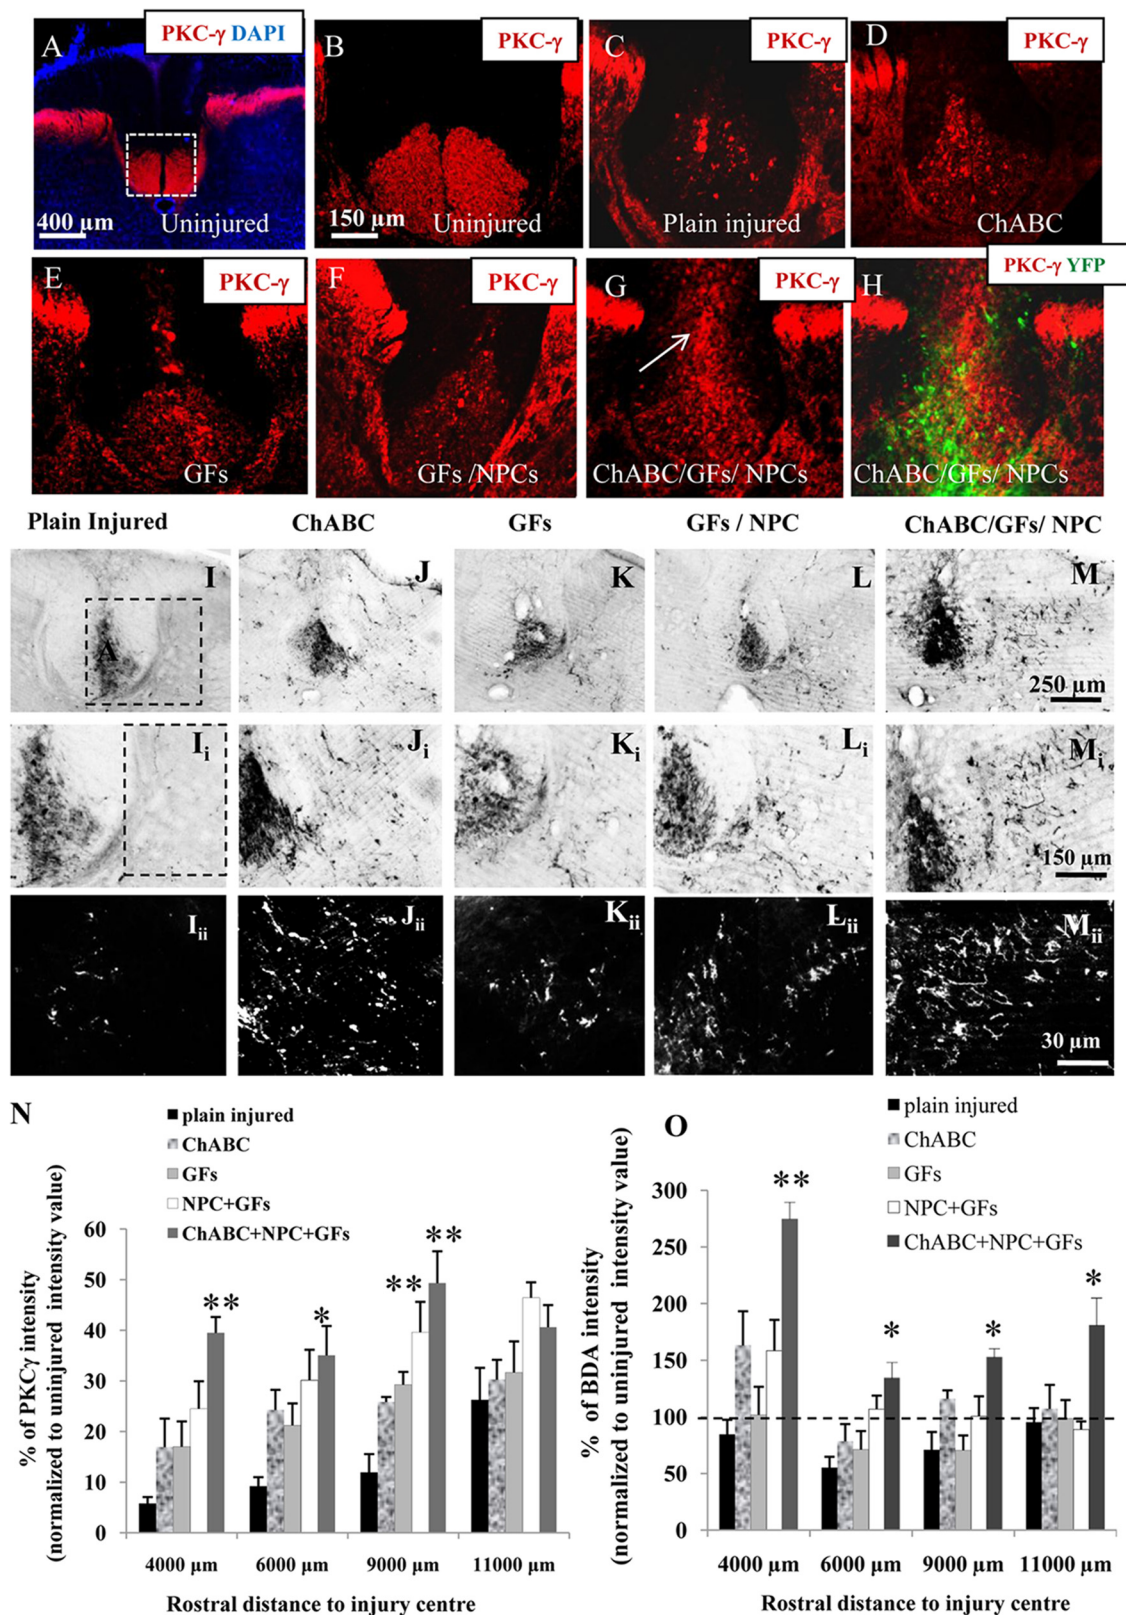 A PKC-γ DAPI
400 µm Uninjured
B PKC-γ
150 µm Uninjured
C PKC-γ
Plain injured
D PKC-γ
ChABC
E PKC-γ
GFs
F PKC-γ
GFs /NPCs
G PKC-γ
ChABC/GFs/ NPCs
PKC-γ YFP
H
ChABC/GFs/ NPCs
Plain Injured ChABC GFs GFs / NPC ChABC/GFs/ NPC
I J K L M
A
250 µm
Ii Ji Ki Li Mi
150 µm
Iii Jii Kii Lii Mii
30 µm
N
plain injured
ChABC
GFs
NPC+GFs
ChABC+NPC+GFs
% of PKCγ intensity
(normalized to uninjured intensity value)
60
50
40
30
20
10
0
** * ** **
4000 µm 6000 µm 9000 µm 11000 µm
Rostral distance to injury centre
O
plain injured
ChABC
GFs
NPC+GFs
ChABC+NPC+GFs
% of BDA intensity
(normalized to uninjured intensity value)
300
250
200
150
100
50
0
** * * *
4000 µm 6000 µm 9000 µm 11000 µm
Rostral distance to injury centre